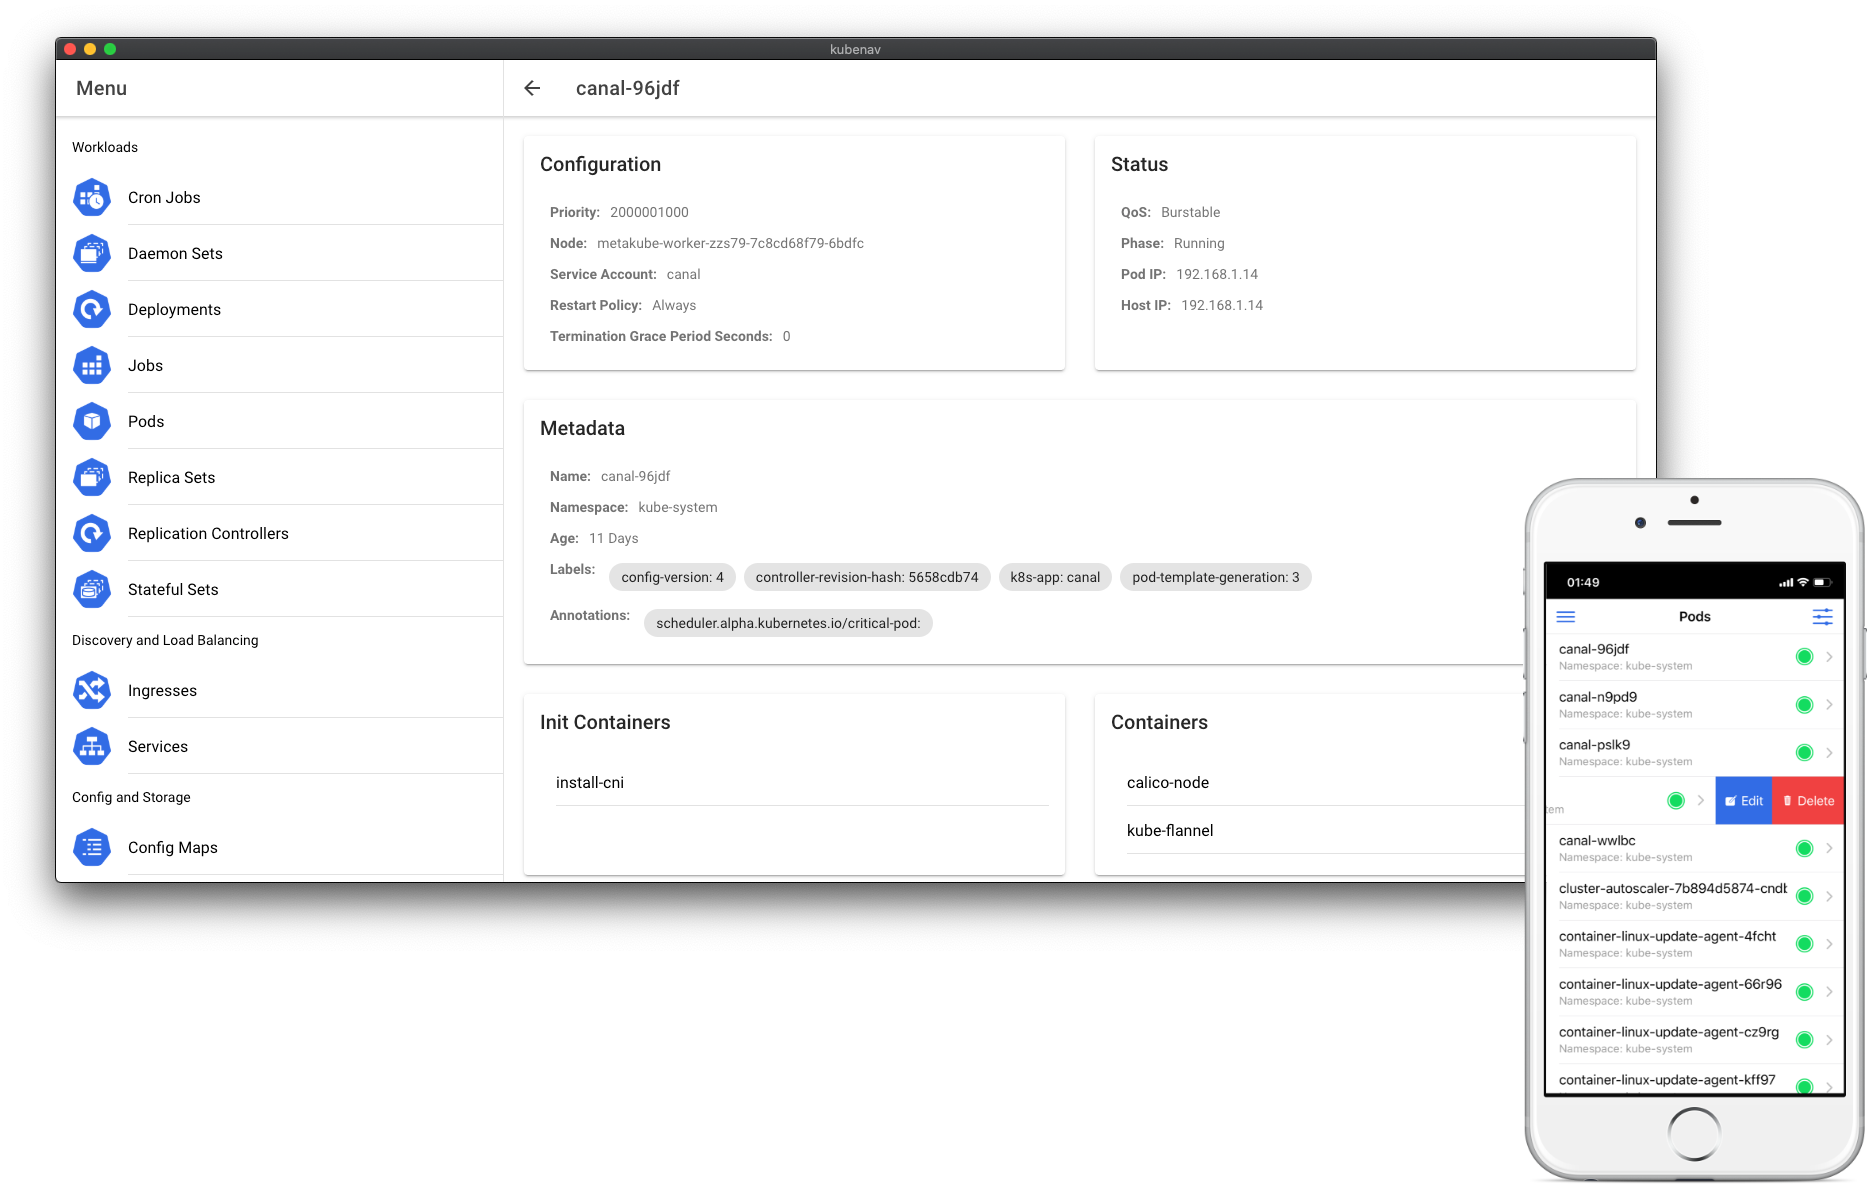 kubenav
Menu
canal-96jdf
Workloads
Cron Jobs
Daemon Sets
Deployments
Jobs
Pods
Replica Sets
Replication Controllers
Stateful Sets
Discovery and Load Balancing
Ingresses
Services
Config and Storage
Config Maps
Configuration
Priority: 2000001000
Node: metakube-worker-zzs79-7c8cd68f79-6bdfc
Service Account: canal
Restart Policy: Always
Termination Grace Period Seconds: 0
Status
QoS: Burstable
Phase: Running
Pod IP: 192.168.1.14
Host IP: 192.168.1.14
Metadata
Name: canal-96jdf
Namespace: kube-system
Age: 11 Days
Labels: config-version: 4 controller-revision-hash: 5658cdb74 k8s-app: canal pod-template-generation: 3
Annotations: scheduler.alpha.kubernetes.io/critical-pod:
Init Containers
install-cni
Containers
calico-node
kube-flannel
01:49
Pods
canal-96jdf
Namespace: kube-system
canal-n9pd9
Namespace: kube-system
canal-pslk9
Namespace: kube-system
tem
Edit Delete
canal-wwlbc
Namespace: kube-system
cluster-autoscaler-7b894d5874-cndb
Namespace: kube-system
container-linux-update-agent-4fcht
Namespace: kube-system
container-linux-update-agent-66r96
Namespace: kube-system
container-linux-update-agent-cz9rg
Namespace: kube-system
container-linux-update-agent-kff97